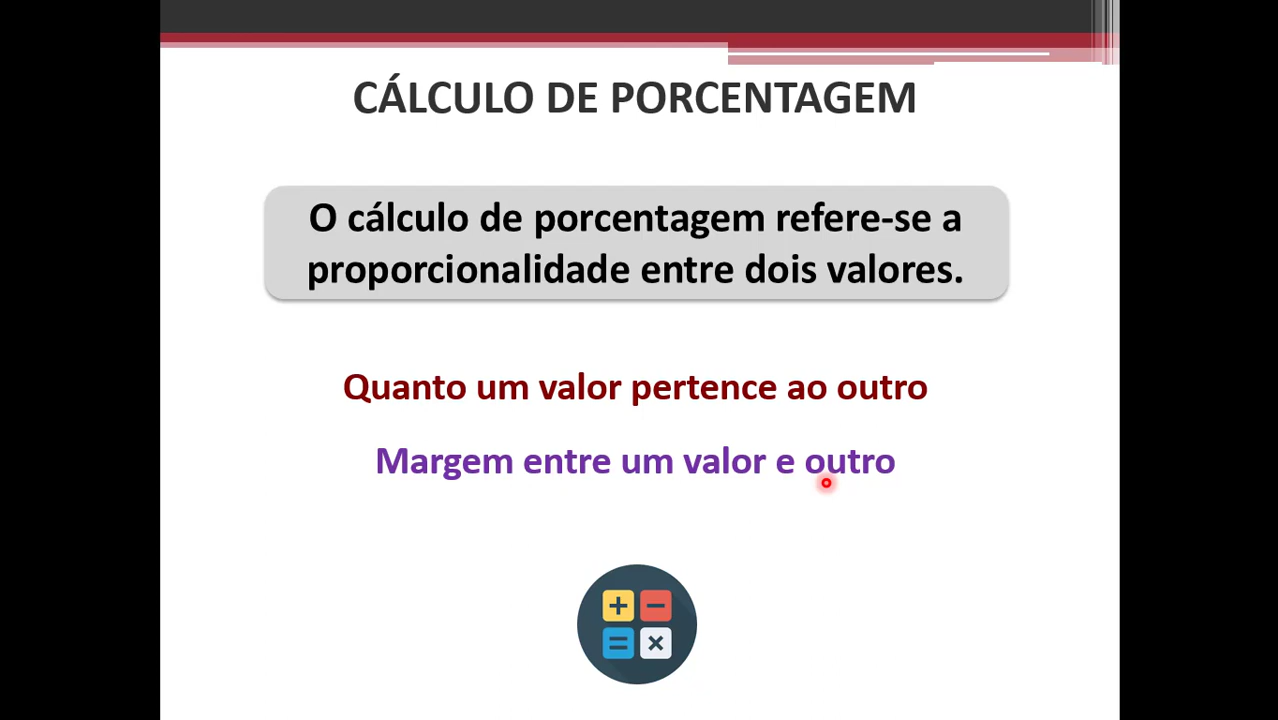 CÁLCULO DE PORCENTAGEM
O cálculo de porcentagem refere-se a
proporcionalidade entre dois valores.
Quanto um valor pertence ao outro
Margem entre um valor e outro